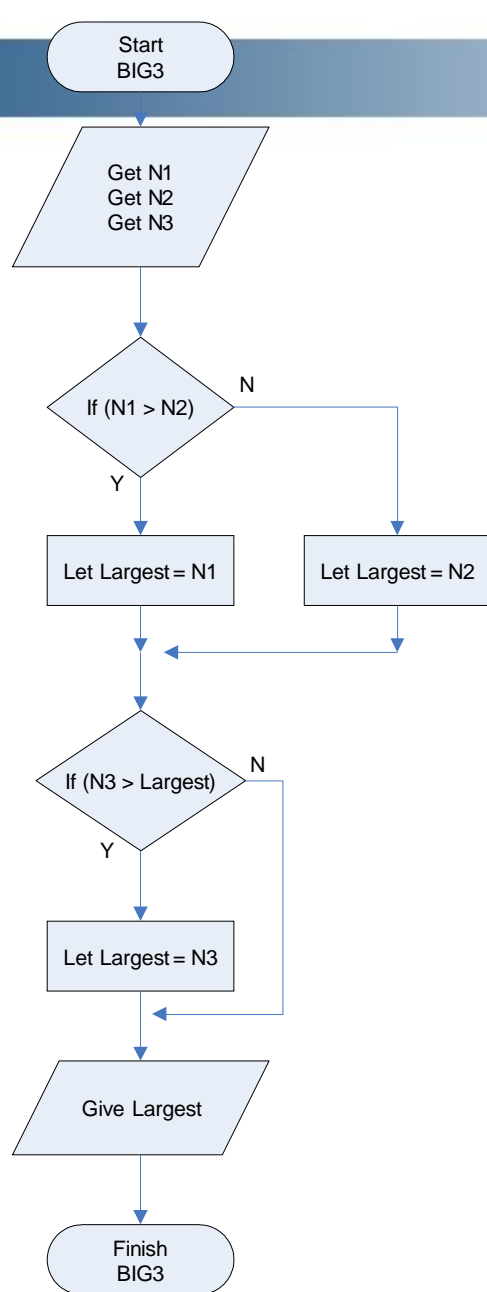 Start
BIG3
Get N1
Get N2
Get N3
If (N1 > N2)
N
Y
Let Largest = N1
Let Largest = N2
If (N3 > Largest)
N
Y
Let Largest = N3
Give Largest
Finish
BIG3